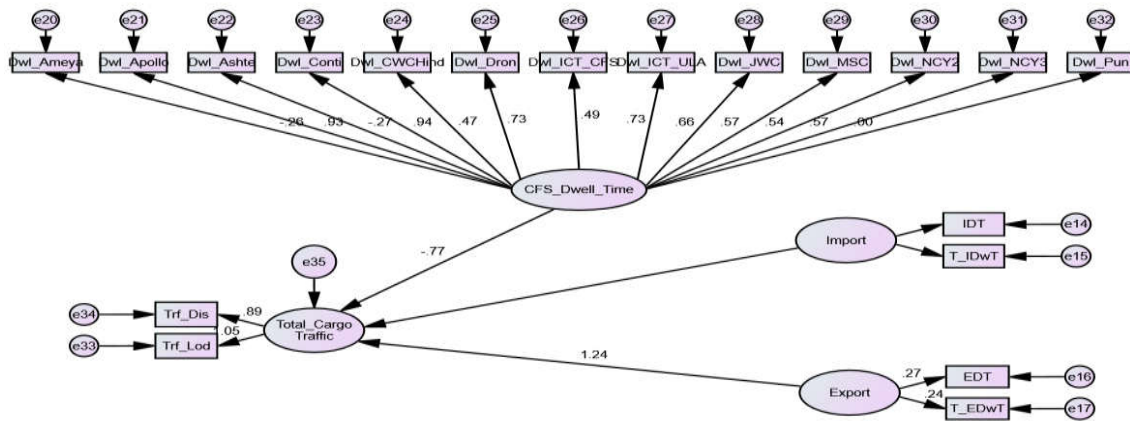 e20 e21 e22 e23 e24 e25 e26 e27 e28 e29 e30 e31 e32
Dwl_Ameya Dwl_Apollo Dwl_Ashte Dwl_Conti Dwl_CWCHind Dwl_Dron Dwl_ICT_CFS Dwl_ICT_ULA Dwl_JWC Dwl_MSC Dwl_NCY2 Dwl_NCY3 Dwl_Pun
-.26 .93 -.27 .94 .47 .73 .49 .73 .66 .57 .54 .57 .00
CFS_Dwell_Time
IDT e14
Import
T_IDwT e15
-.77
e35
e34 Trf_Dis .89
Total_Cargo
Traffic
e33 Trf_Lod 1.05
1.24
EDT e16
.27
Export
.24
T_EDwT e17